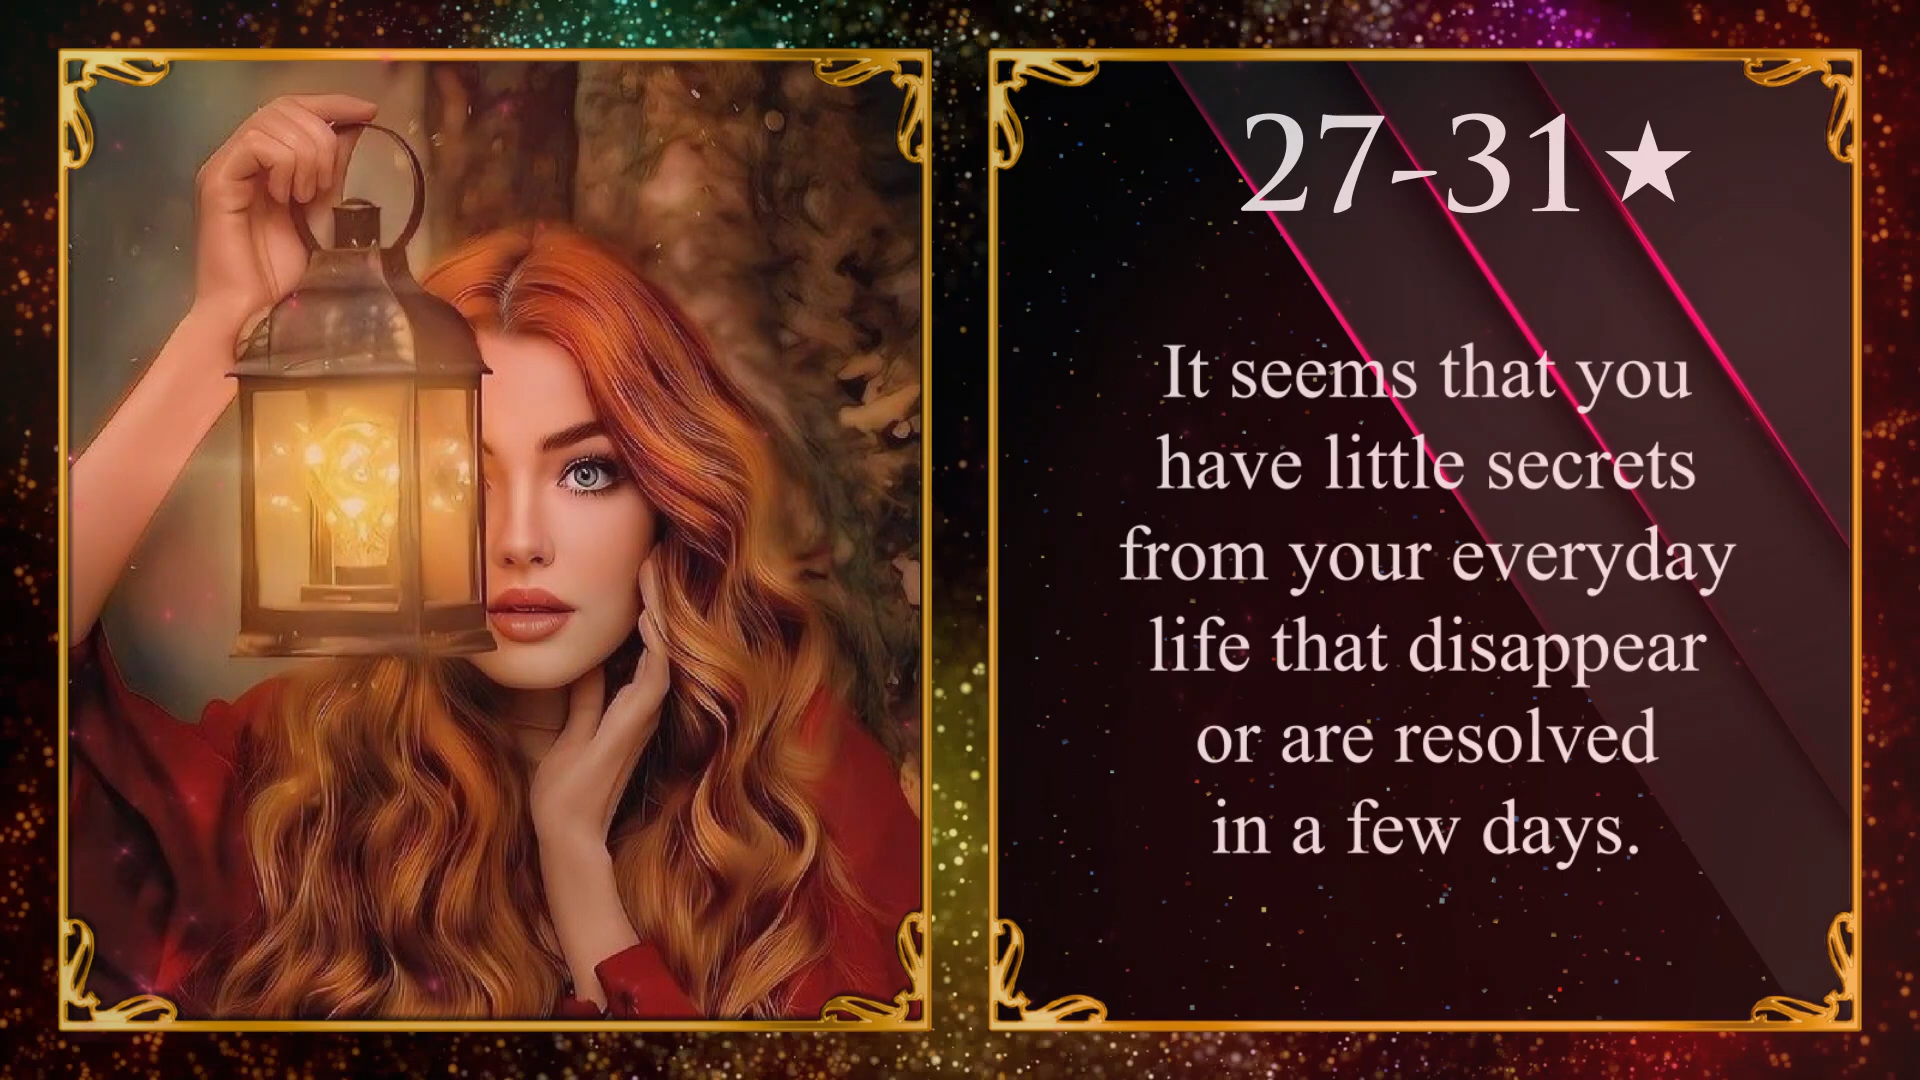 27-31★
It seems that you
have little secrets
from your everyday
life that disappear
or are resolved
in a few days.